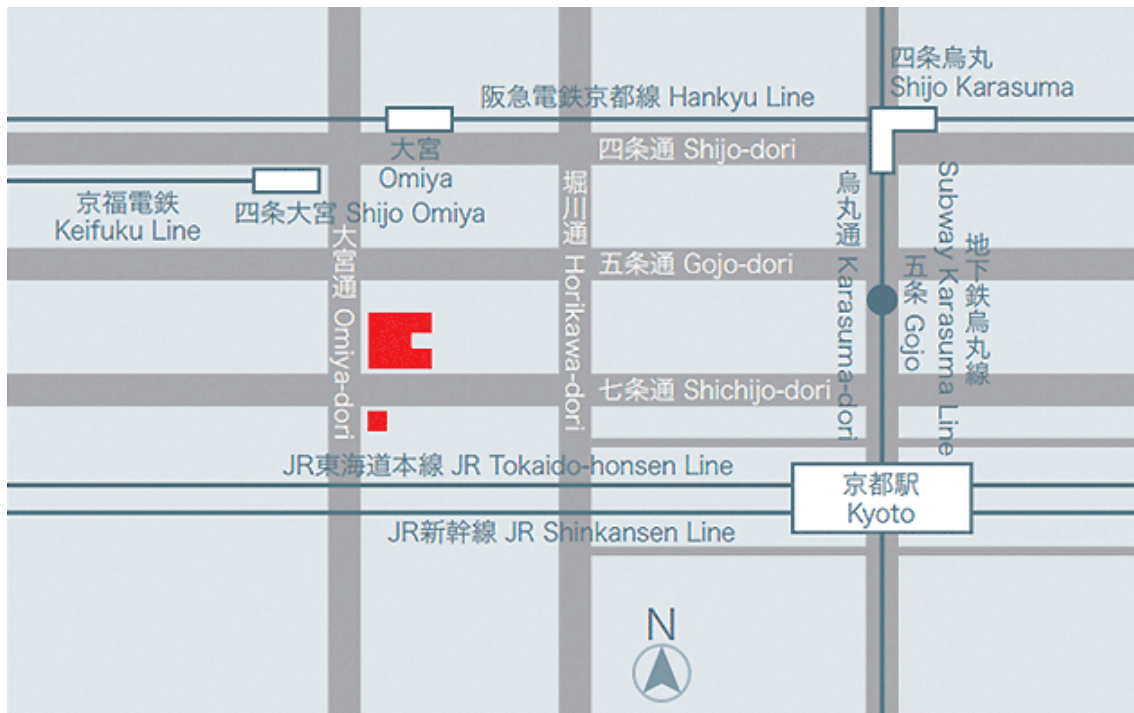 四条烏丸
Shijo Karasuma
阪急電鉄京都線 Hankyu Line
大宮
Omiya
四条通 Shijo-dori
京福電鉄
Keifuku Line
四条大宮 Shijo Omiya
大宮通 Omiya-dori
堀川通 Horikawa-dori
烏丸通 Karasuma-dori
五条 Gojo
Subway Karasuma Line
地下鉄烏丸線
五条通 Gojo-dori
七条通 Shichijo-dori
JR東海道本線 JR Tokaido-honsen Line
京都駅
Kyoto
JR新幹線 JR Shinkansen Line
N